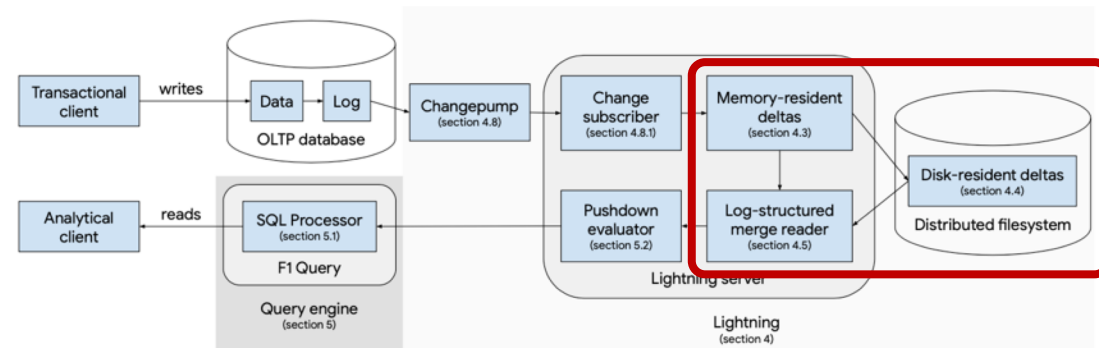 Transactional
client
writes
Data
Log
OLTP database
Changepump
(section 4.8)
Change
subscriber
(section 4.8.1)
Memory-resident
deltas
(section 4.3)
Disk-resident deltas
(section 4.4)
Distributed filesystem
Analytical
client
reads
SQL Processor
(section 5.1)
F1 Query
Query engine
(section 5)
Pushdown
evaluator
(section 5.2)
Log-structured
merge reader
(section 4.5)
Lightning server
Lightning
(section 4)